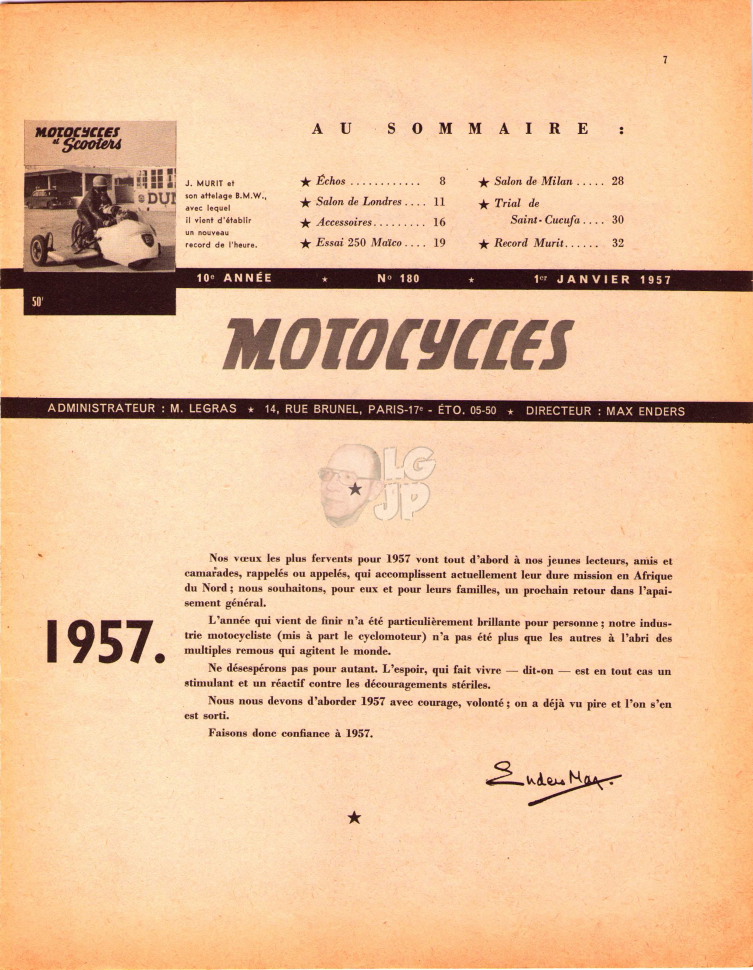 7
AU SOMMAIRE :
MOTOCYCLES
et Scooters
DUN
50f
J. MURIT et
son attelage B.M.W.,
avec lequel
il vient d'établir
un nouveau
record de l'heure.
★ Échos ............ 8
★ Salon de Londres .... 11
★ Accessoires ......... 16
★ Essai 250 Maïco .... 19
★ Salon de Milan ..... 28
★ Trial de
Saint-Cucufa .... 30
★ Record Murit ...... 32
10e ANNÉE ★ No 180 ★ 1er JANVIER 1957
MOTOCYCLES
ADMINISTRATEUR : M. LEGRAS ★ 14, RUE BRUNEL, PARIS-17e - ÉTO. 05-50 ★ DIRECTEUR : MAX ENDERS
LG
JP
1957.
Nos vœux les plus fervents pour 1957 vont tout d'abord à nos jeunes lecteurs, amis et
camarades, rappelés ou appelés, qui accomplissent actuellement leur dure mission en Afrique
du Nord ; nous souhaitons, pour eux et pour leurs familles, un prochain retour dans l'apai-
sement général.
L'année qui vient de finir n'a été particulièrement brillante pour personne ; notre indus-
trie motocycliste (mis à part le cyclomoteur) n'a pas été plus que les autres à l'abri des
multiples remous qui agitent le monde.
Ne désespérons pas pour autant. L'espoir, qui fait vivre — dit-on — est en tout cas un
stimulant et un réactif contre les découragements stériles.
Nous nous devons d'aborder 1957 avec courage, volonté ; on a déjà vu pire et l'on s'en
est sorti.
Faisons donc confiance à 1957.
Enders Max.